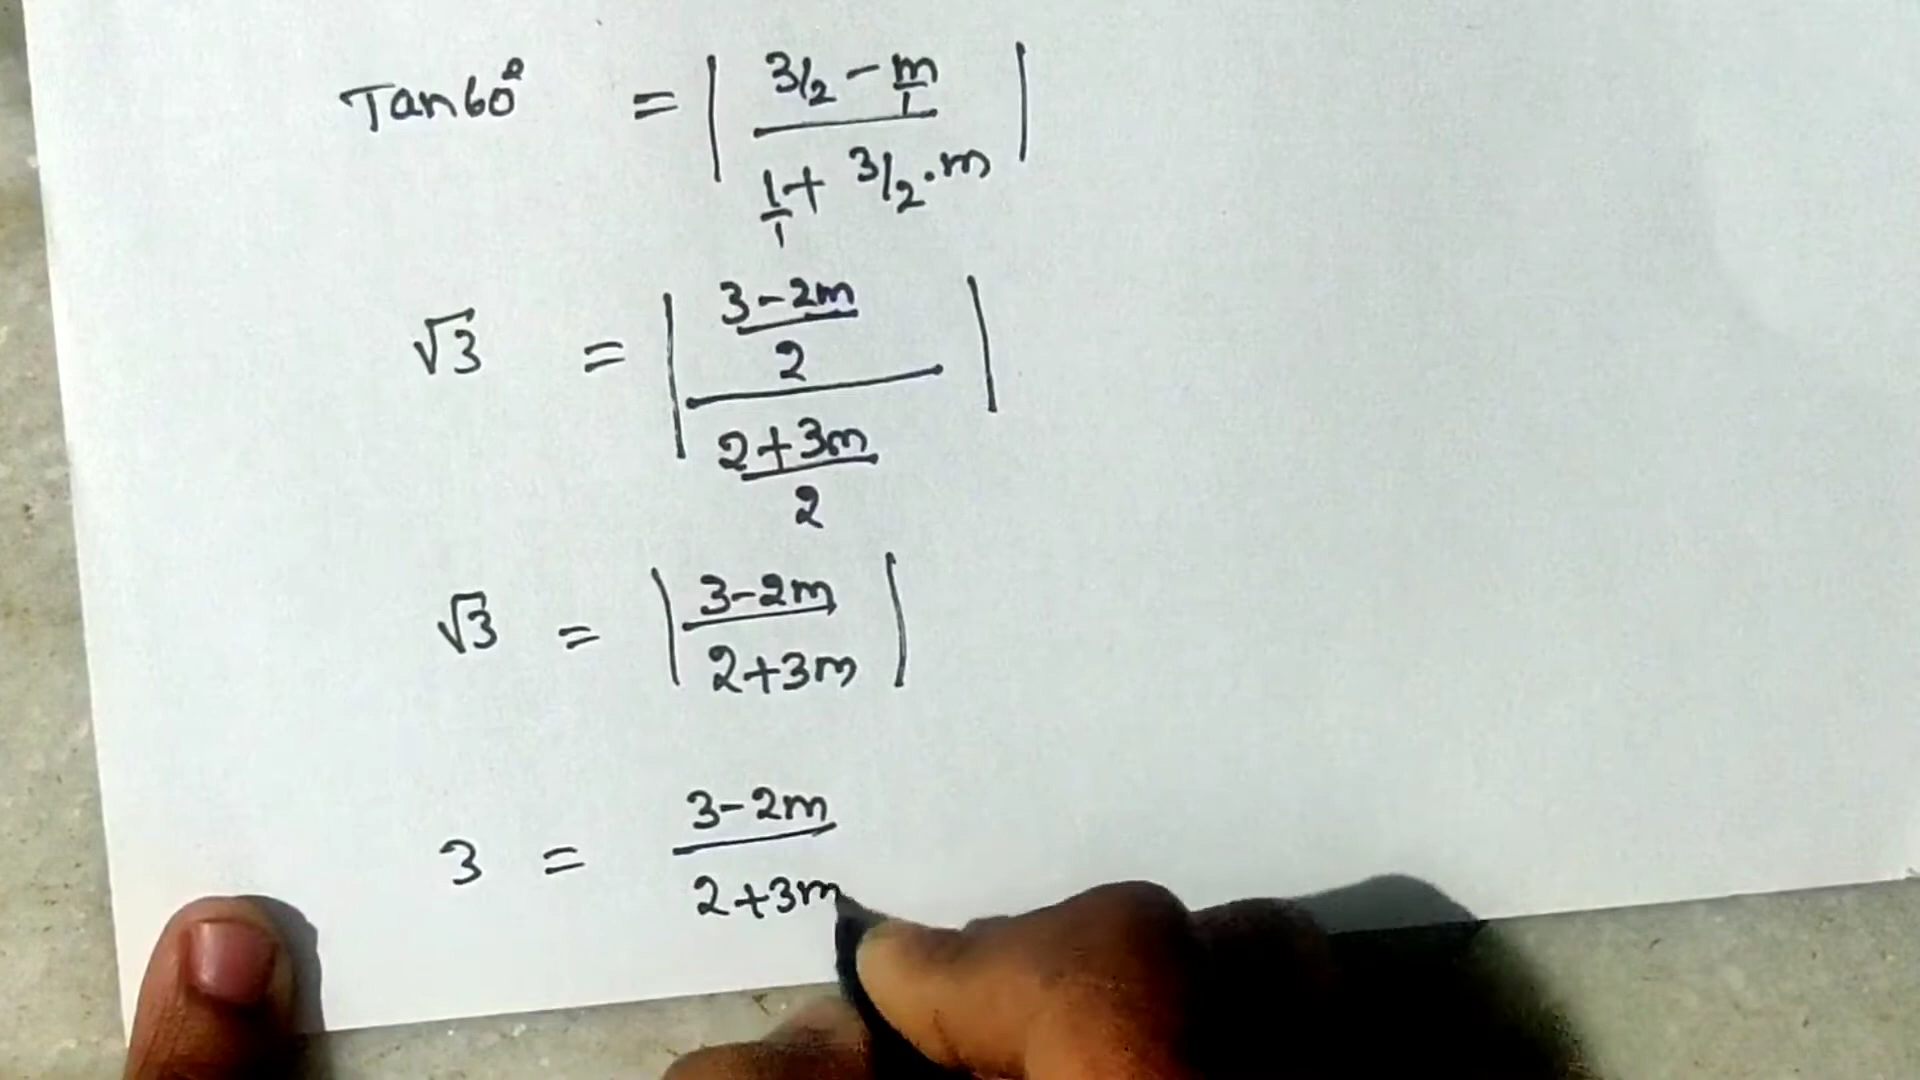 Tan60° = | (3/2 - m/1) / (1/1 + 3/2 . m) |
√3 = | ((3-2m)/2) / ((2+3m)/2) |
√3 = | (3-2m) / (2+3m) |
3 = (3-2m) / (2+3m)